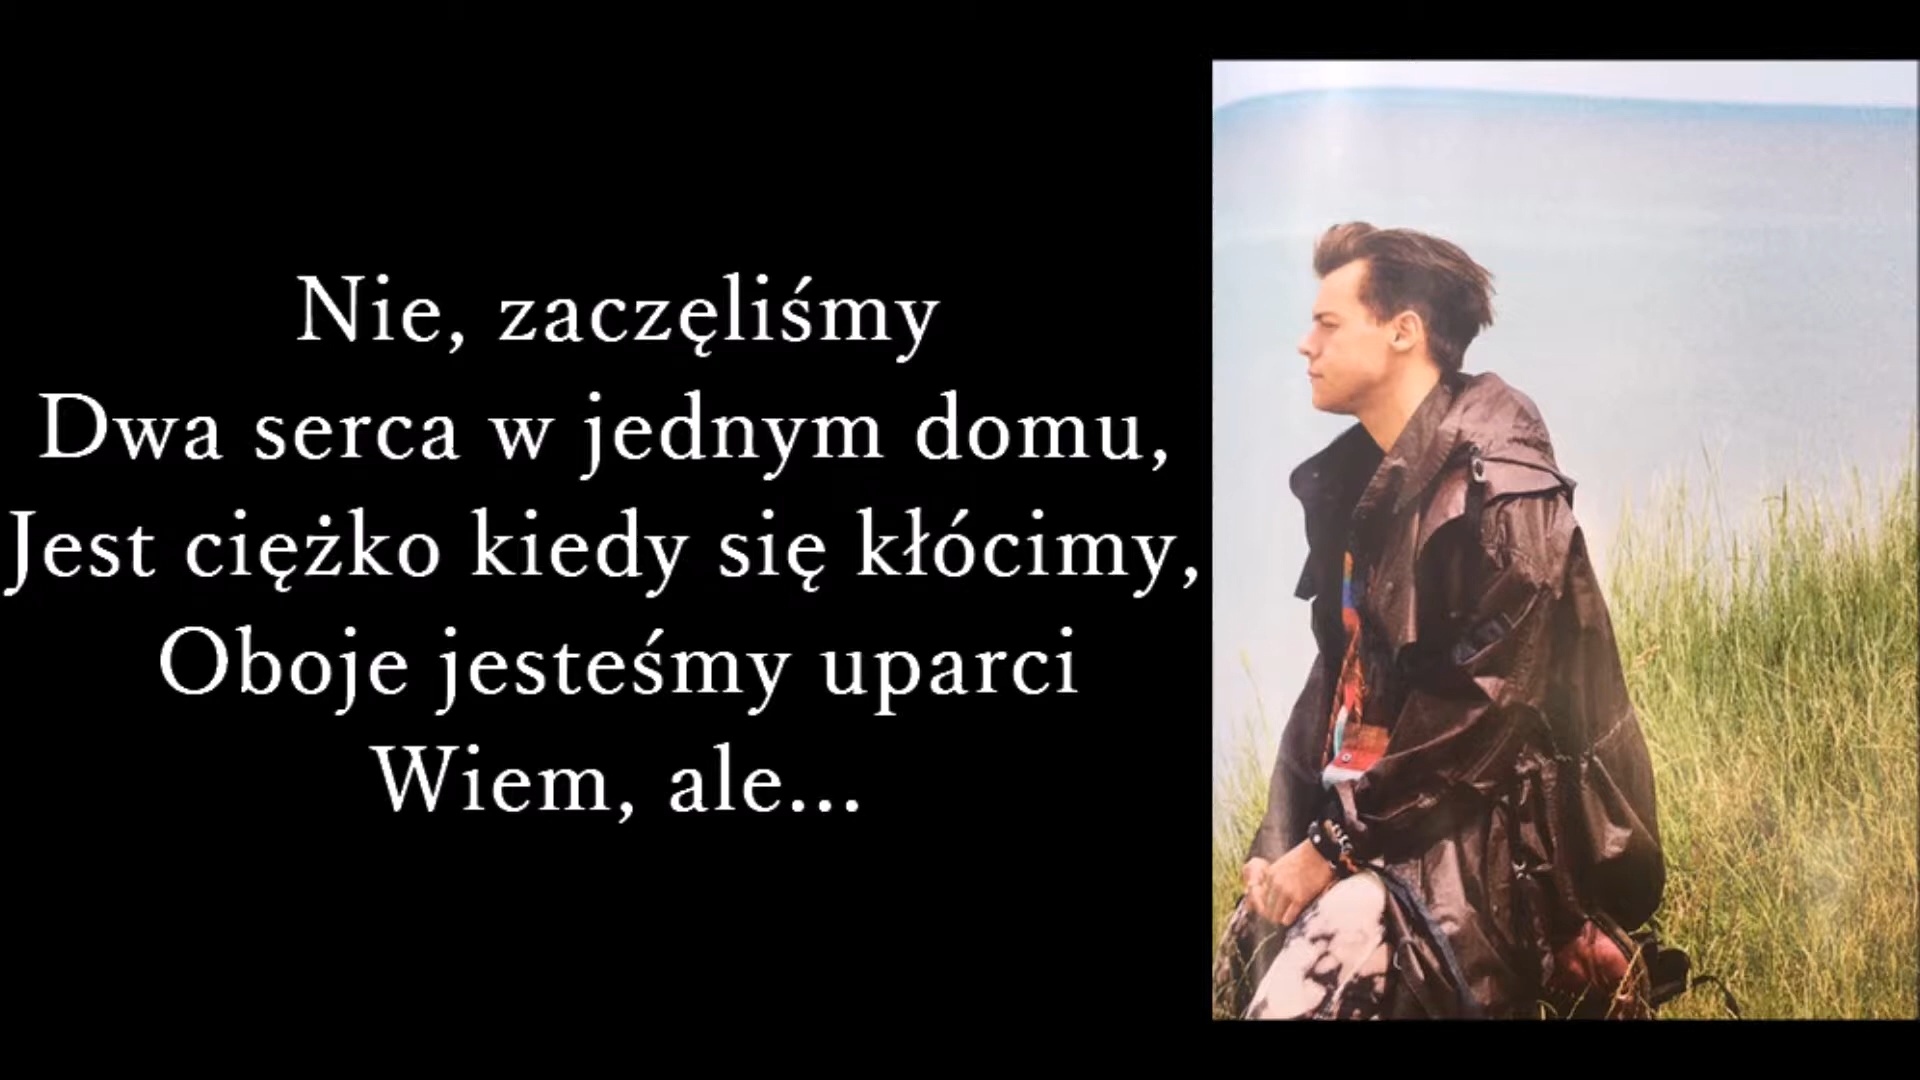 Nie, zaczęliśmy
Dwa serca w jednym domu,
Jest ciężko kiedy się kłócimy,
Oboje jesteśmy uparci
Wiem, ale...